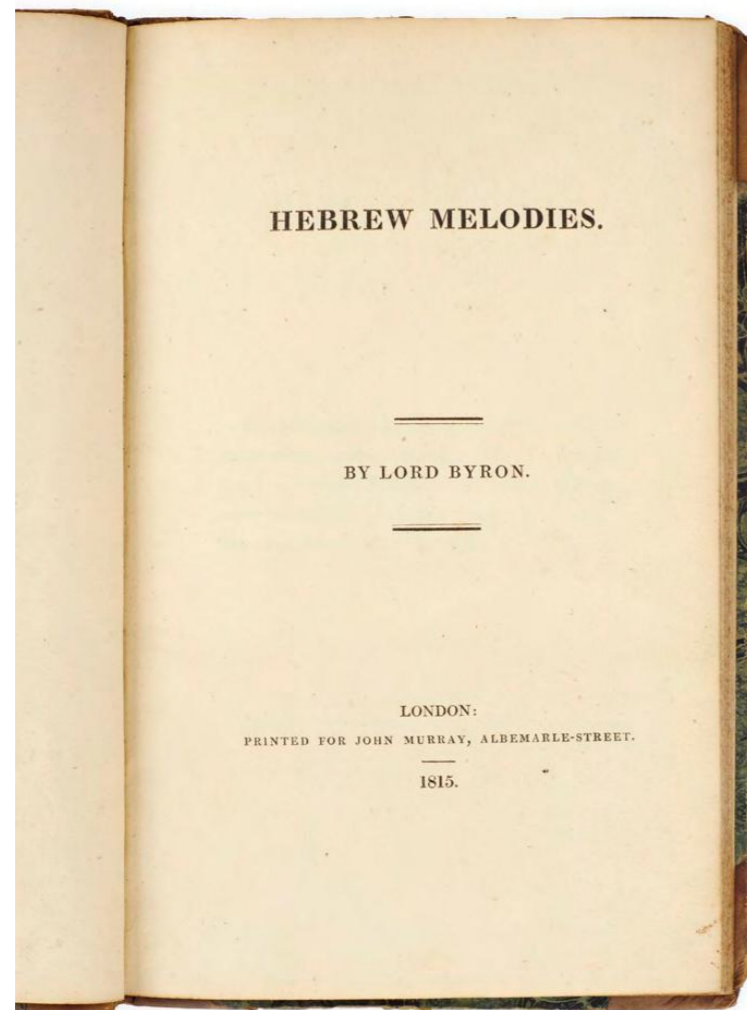 HEBREW MELODIES.
BY LORD BYRON.
LONDON:
PRINTED FOR JOHN MURRAY, ALBEMARLE-STREET.
1815.